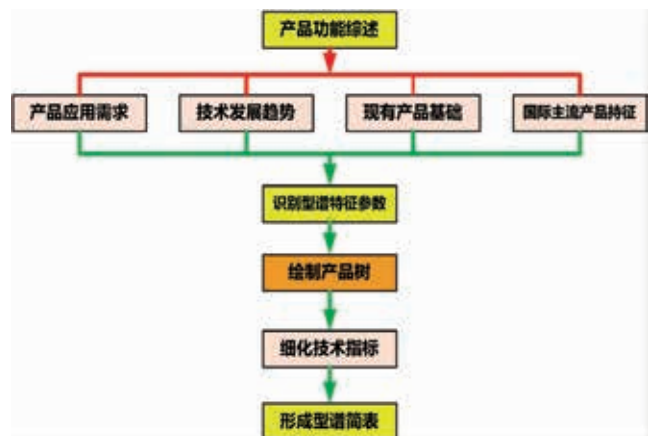 产品功能综述
产品应用需求
技术发展趋势
现有产品基础
国际主流产品持征
识别型谱特征参数
绘制产品树
细化技术指标
形成型谱简表